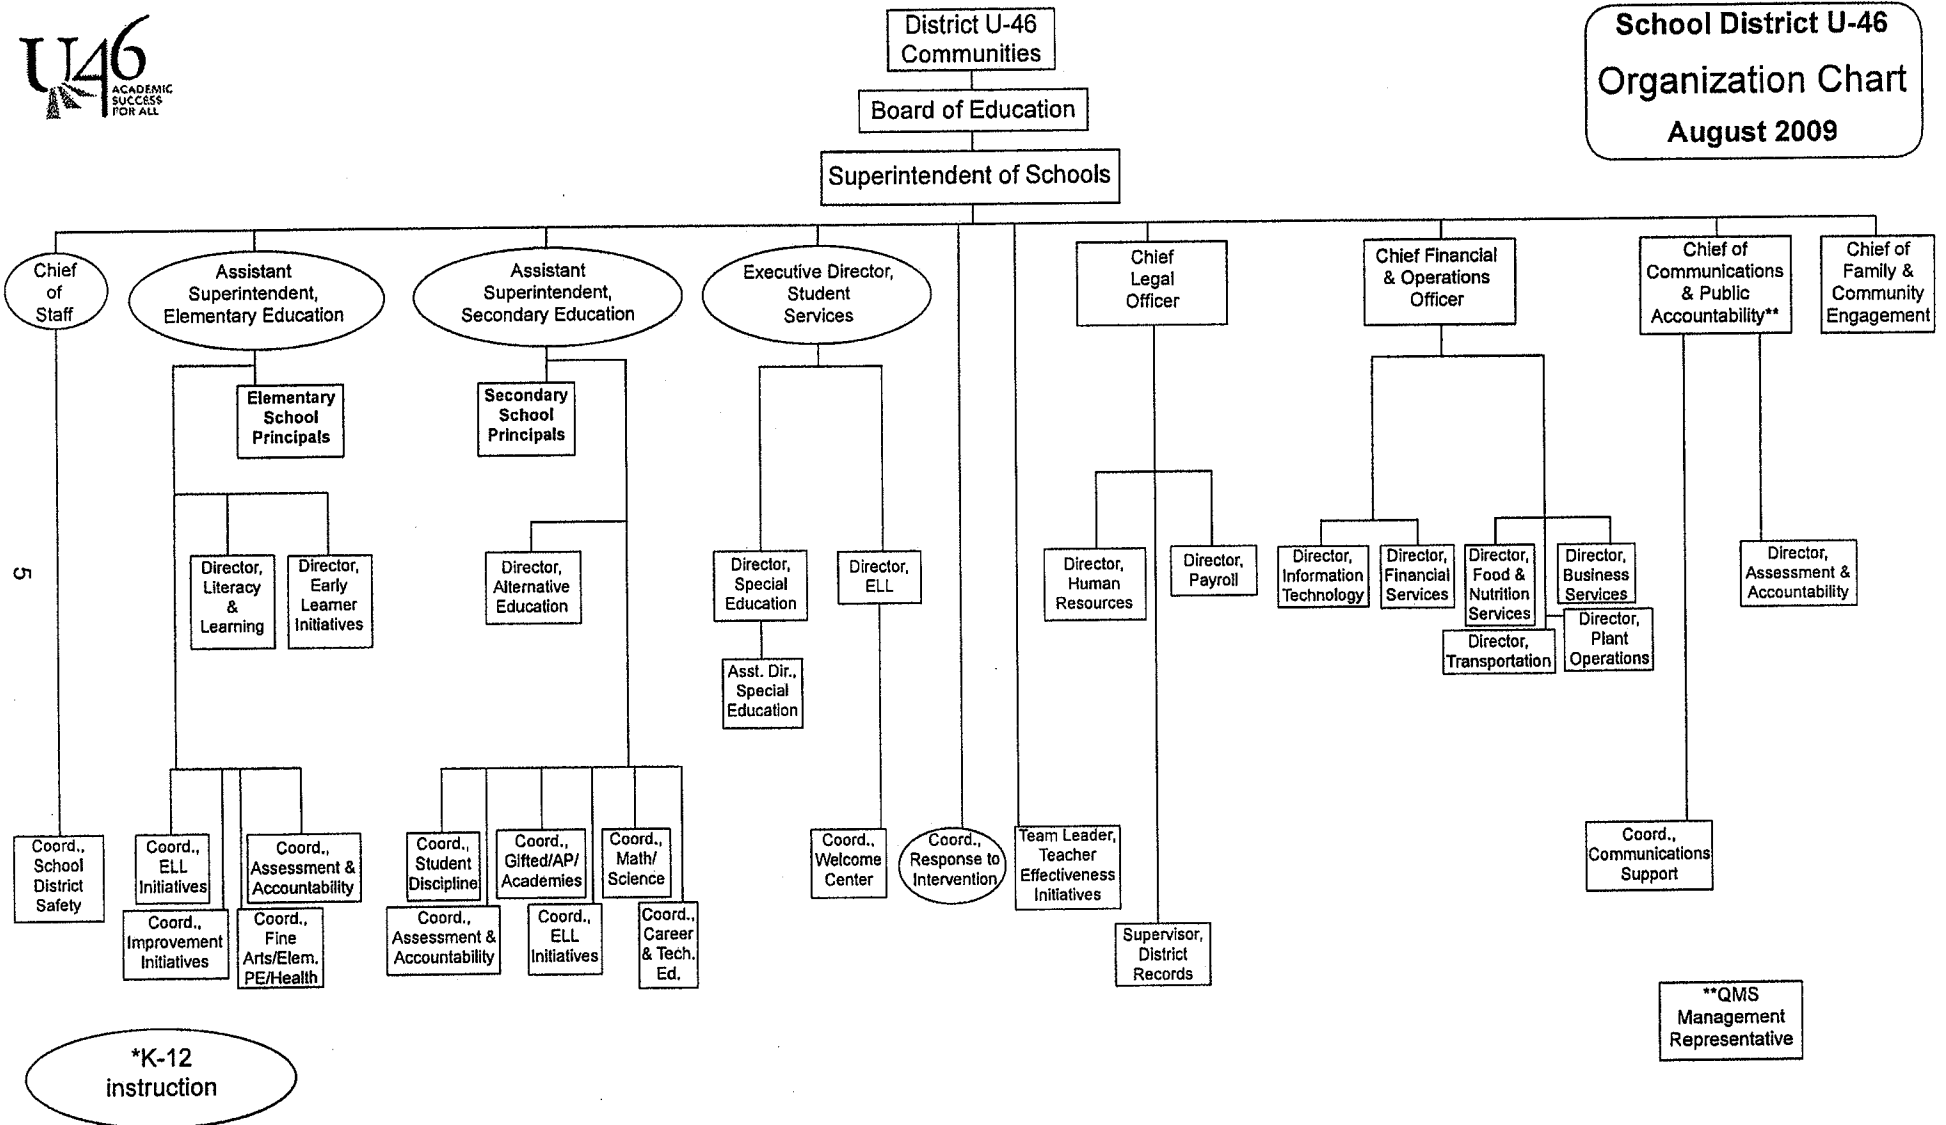 U46
ACADEMIC
SUCCESS
FOR ALL
District U-46
Communities
School District U-46
Organization Chart
August 2009
Board of Education
Superintendent of Schools
Chief
of
Staff
Assistant
Superintendent,
Elementary Education
Assistant
Superintendent,
Secondary Education
Executive Director,
Student
Services
Chief
Legal
Officer
Chief Financial
& Operations
Officer
Chief of
Communications
& Public
Accountability**
Chief of
Family &
Community
Engagement
Elementary
School
Principals
Secondary
School
Principals
Director,
Literacy
&
Learning
Director,
Early
Learner
Initiatives
Director,
Alternative
Education
Director,
Special
Education
Director,
ELL
Director,
Human
Resources
Director,
Payroll
Director,
Information
Technology
Director,
Financial
Services
Director,
Food &
Nutrition
Services
Director,
Business
Services
Director,
Transportation
Director,
Plant
Operations
Director,
Assessment &
Accountability
5
Asst. Dir.,
Special
Education
Coord.,
School
District
Safety
Coord.,
ELL
Initiatives
Coord.,
Assessment &
Accountability
Coord.,
Improvement
Initiatives
Coord.,
Fine
Arts/Elem.
PE/Health
Coord.,
Student
Discipline
Coord.,
Gifted/AP/
Academies
Coord.,
Math/
Science
Coord.,
Assessment &
Accountability
Coord.,
ELL
Initiatives
Coord.,
Career
& Tech.
Ed.
Coord.,
Welcome
Center
Coord.,
Response to
Intervention
Team Leader,
Teacher
Effectiveness
Initiatives
Supervisor,
District
Records
Coord.,
Communications
Support
*K-12
instruction
**QMS
Management
Representative